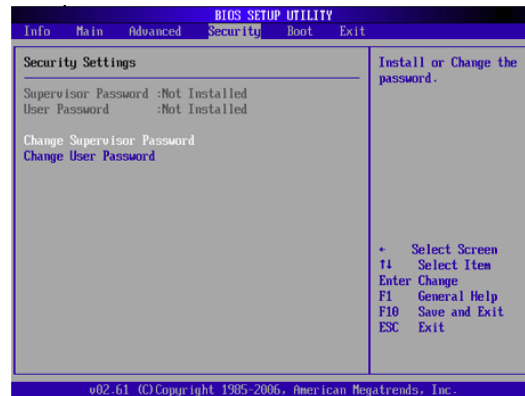 BIOS SETUP UTILITY
Info Main Advanced Security Boot Exit
Security Settings
Supervisor Password :Not Installed
User Password :Not Installed
Change Supervisor Password
Change User Password
Install or Change the
password.
← Select Screen
↑↓ Select Item
Enter Change
F1 General Help
F10 Save and Exit
ESC Exit
v02.61 (C)Copyright 1985-2006, American Megatrends, Inc.